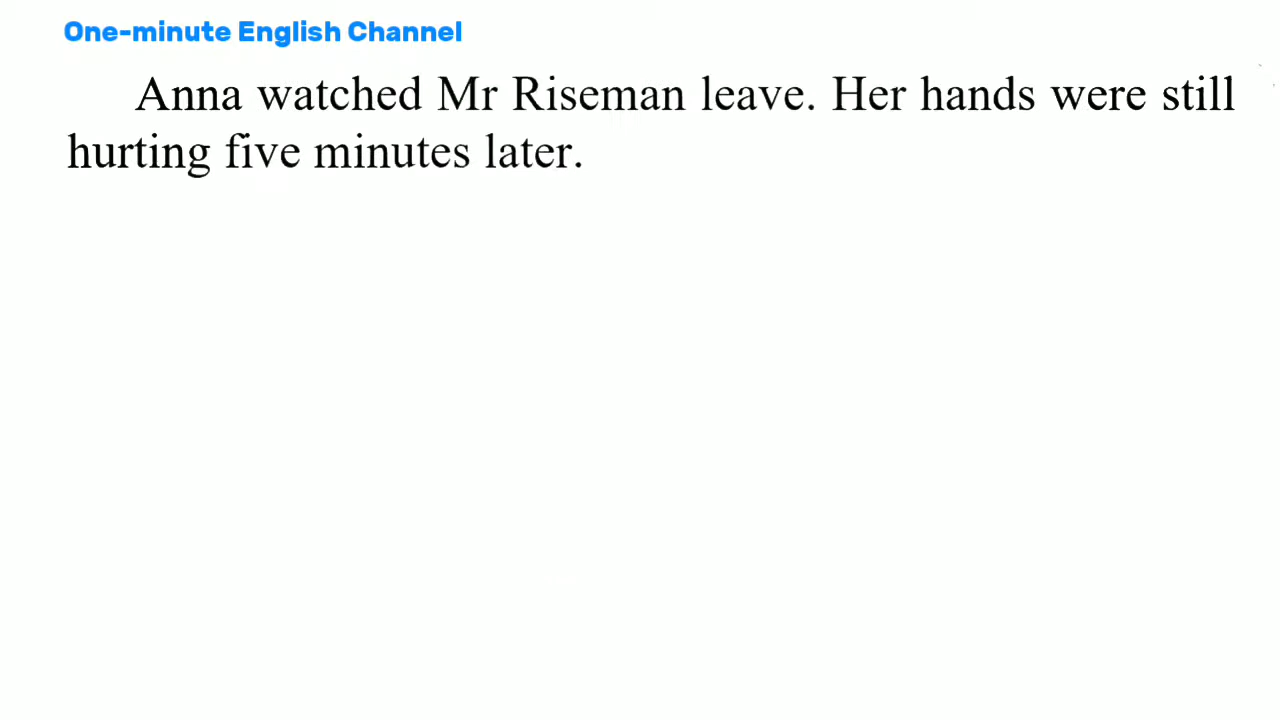 One-minute English Channel
Anna watched Mr Riseman leave. Her hands were still
hurting five minutes later.